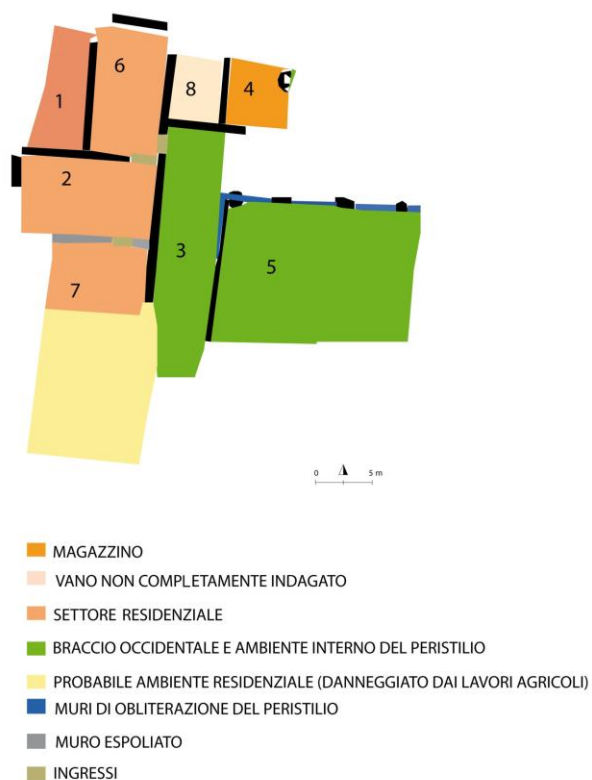 6
1
8
4
2
3
5
7
0 5 m
MAGAZZINO
VANO NON COMPLETAMENTE INDAGATO
SETTORE RESIDENZIALE
BRACCIO OCCIDENTALE E AMBIENTE INTERNO DEL PERISTILIO
PROBABILE AMBIENTE RESIDENZIALE (DANNEGGIATO DAI LAVORI AGRICOLI)
MURI DI OBLITERAZIONE DEL PERISTILIO
MURO ESPOLIATO
INGRESSI